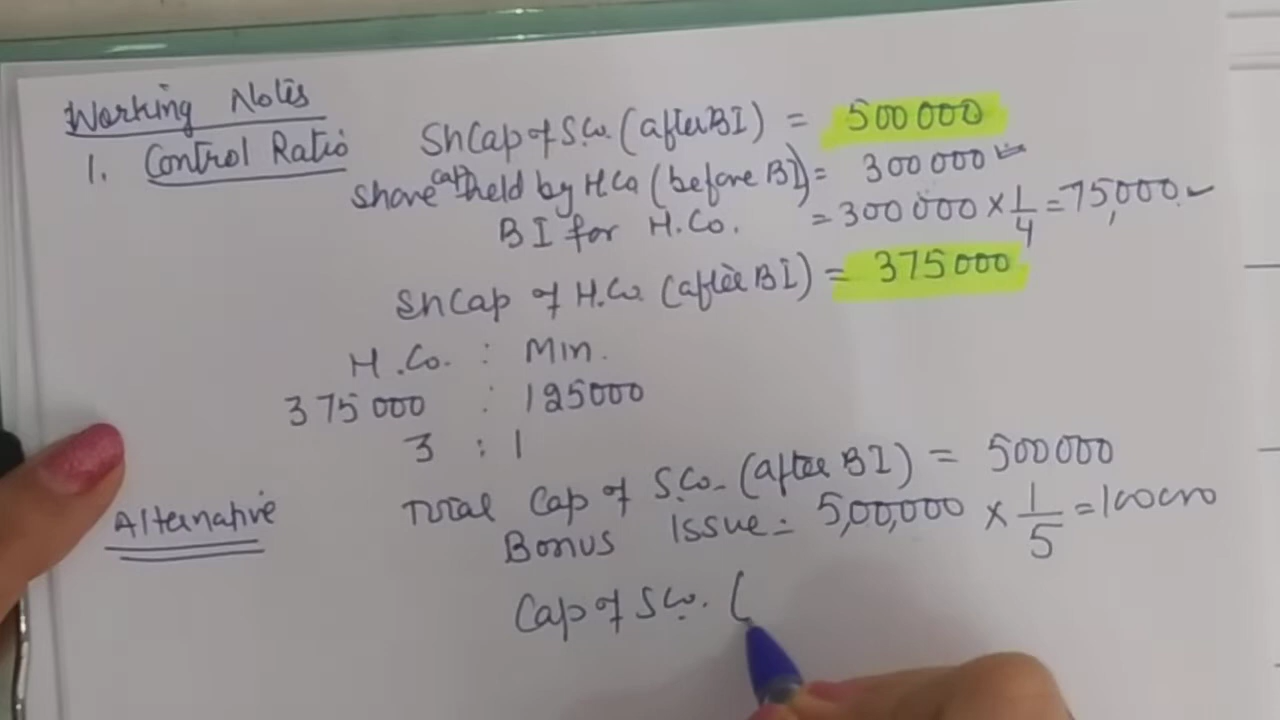 Working Notes
1. Control Ratio
ShCap of S.Co. (after BI) = 500000
Share cap held by H.Co (before BI) = 300000
BI for H.Co. = 300000 × 1/4 = 75,000.
ShCap of H.Co. (after BI) = 375000
H.Co. : Min.
375000 : 125000
3 : 1
Alternative
Total Cap of S.Co. (after BI) = 500000
Bonus Issue = 5,00,000 × 1/5 = 100000
Cap of S.Co. (